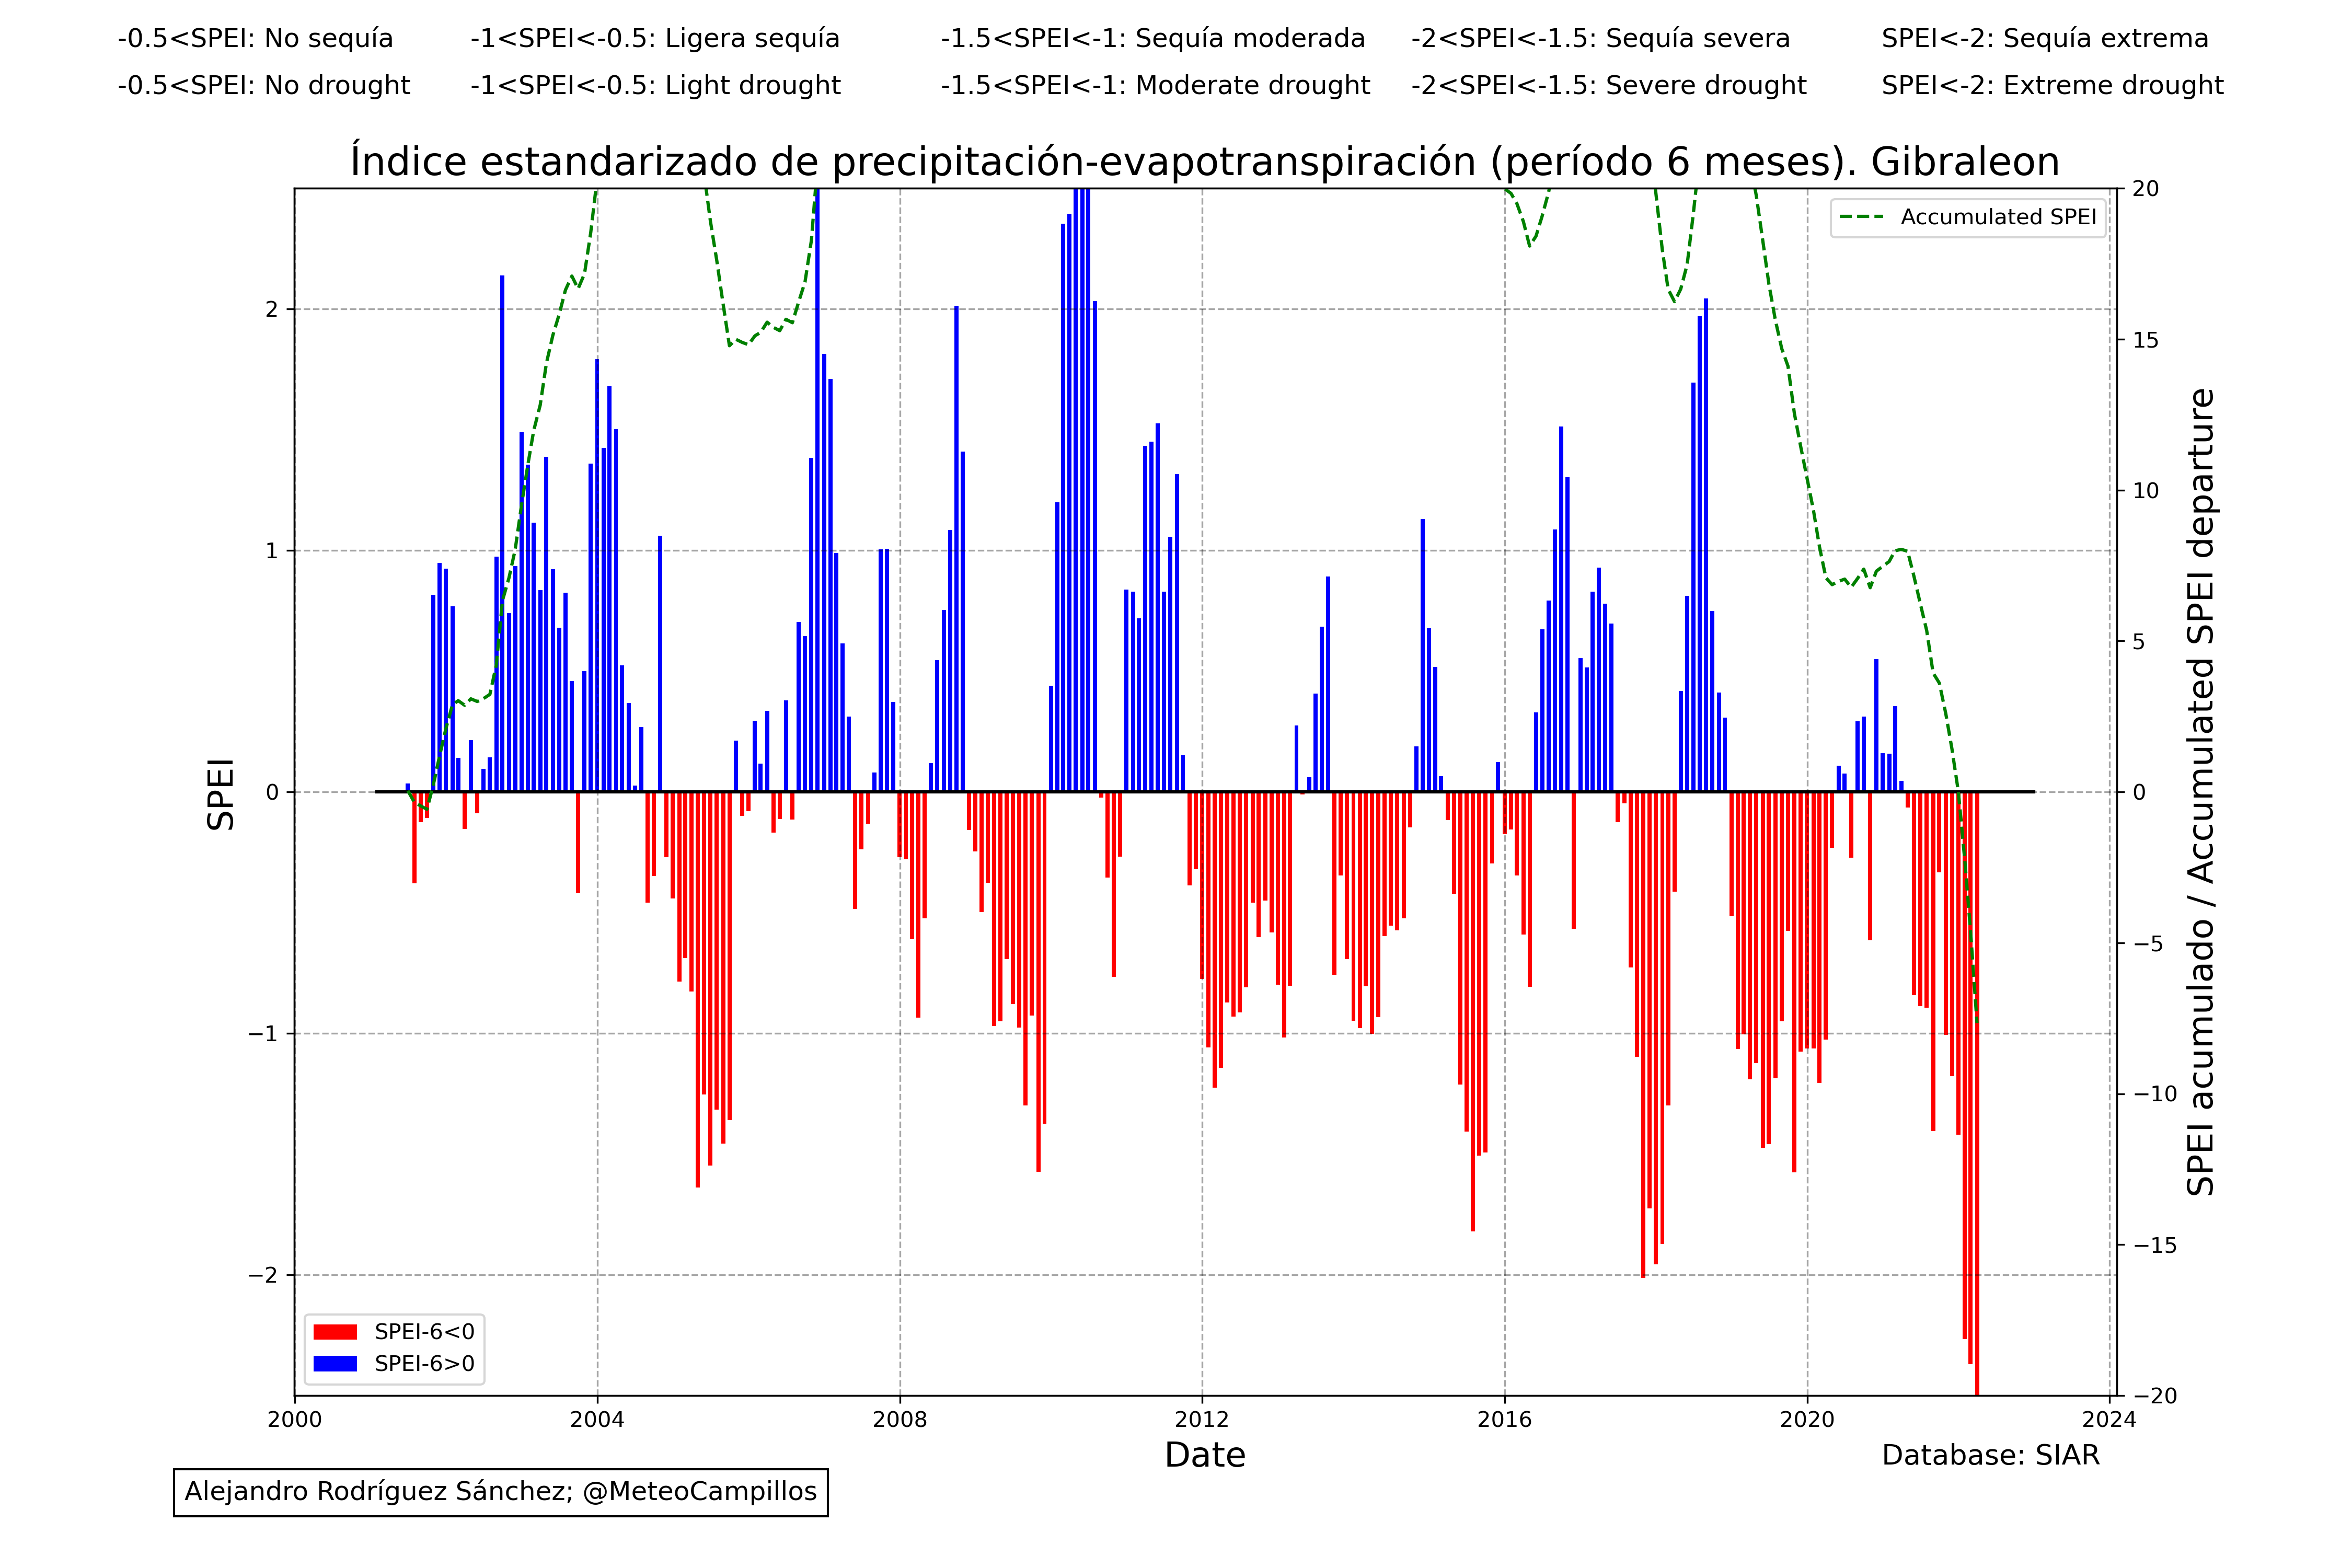 -0.5<SPEI: No sequía -1<SPEI<-0.5: Ligera sequía -1.5<SPEI<-1: Sequía moderada -2<SPEI<-1.5: Sequía severa SPEI<-2: Sequía extrema
-0.5<SPEI: No drought -1<SPEI<-0.5: Light drought -1.5<SPEI<-1: Moderate drought -2<SPEI<-1.5: Severe drought SPEI<-2: Extreme drought
Índice estandarizado de precipitación-evapotranspiración (período 6 meses). Gibraleon
Accumulated SPEI
SPEI
2
1
0
−1
−2
20
15
10
5
0
−5
−10
−15
−20
SPEI acumulado / Accumulated SPEI departure
SPEI-6<0
SPEI-6>0
2000 2004 2008 2012 2016 2020 2024
Date
Database: SIAR
Alejandro Rodríguez Sánchez; @MeteoCampillos